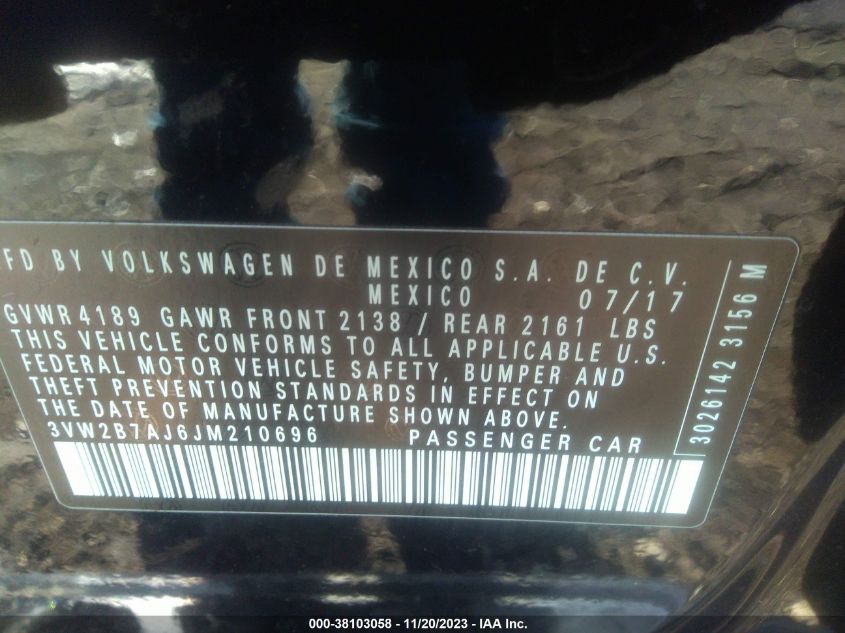 FD BY VOLKSWAGEN DE MEXICO S.A. DE C.V.
MEXICO 07/17
GVWR 4189 GAWR FRONT 2138 / REAR 2161 LBS
THIS VEHICLE CONFORMS TO ALL APPLICABLE U.S.
FEDERAL MOTOR VEHICLE SAFETY, BUMPER AND
THEFT PREVENTION STANDARDS IN EFFECT ON
THE DATE OF MANUFACTURE SHOWN ABOVE.
3VW2B7AJ6JM210696 PASSENGER CAR
3026142 3156 M
000-38103058 - 11/20/2023 - IAA Inc.